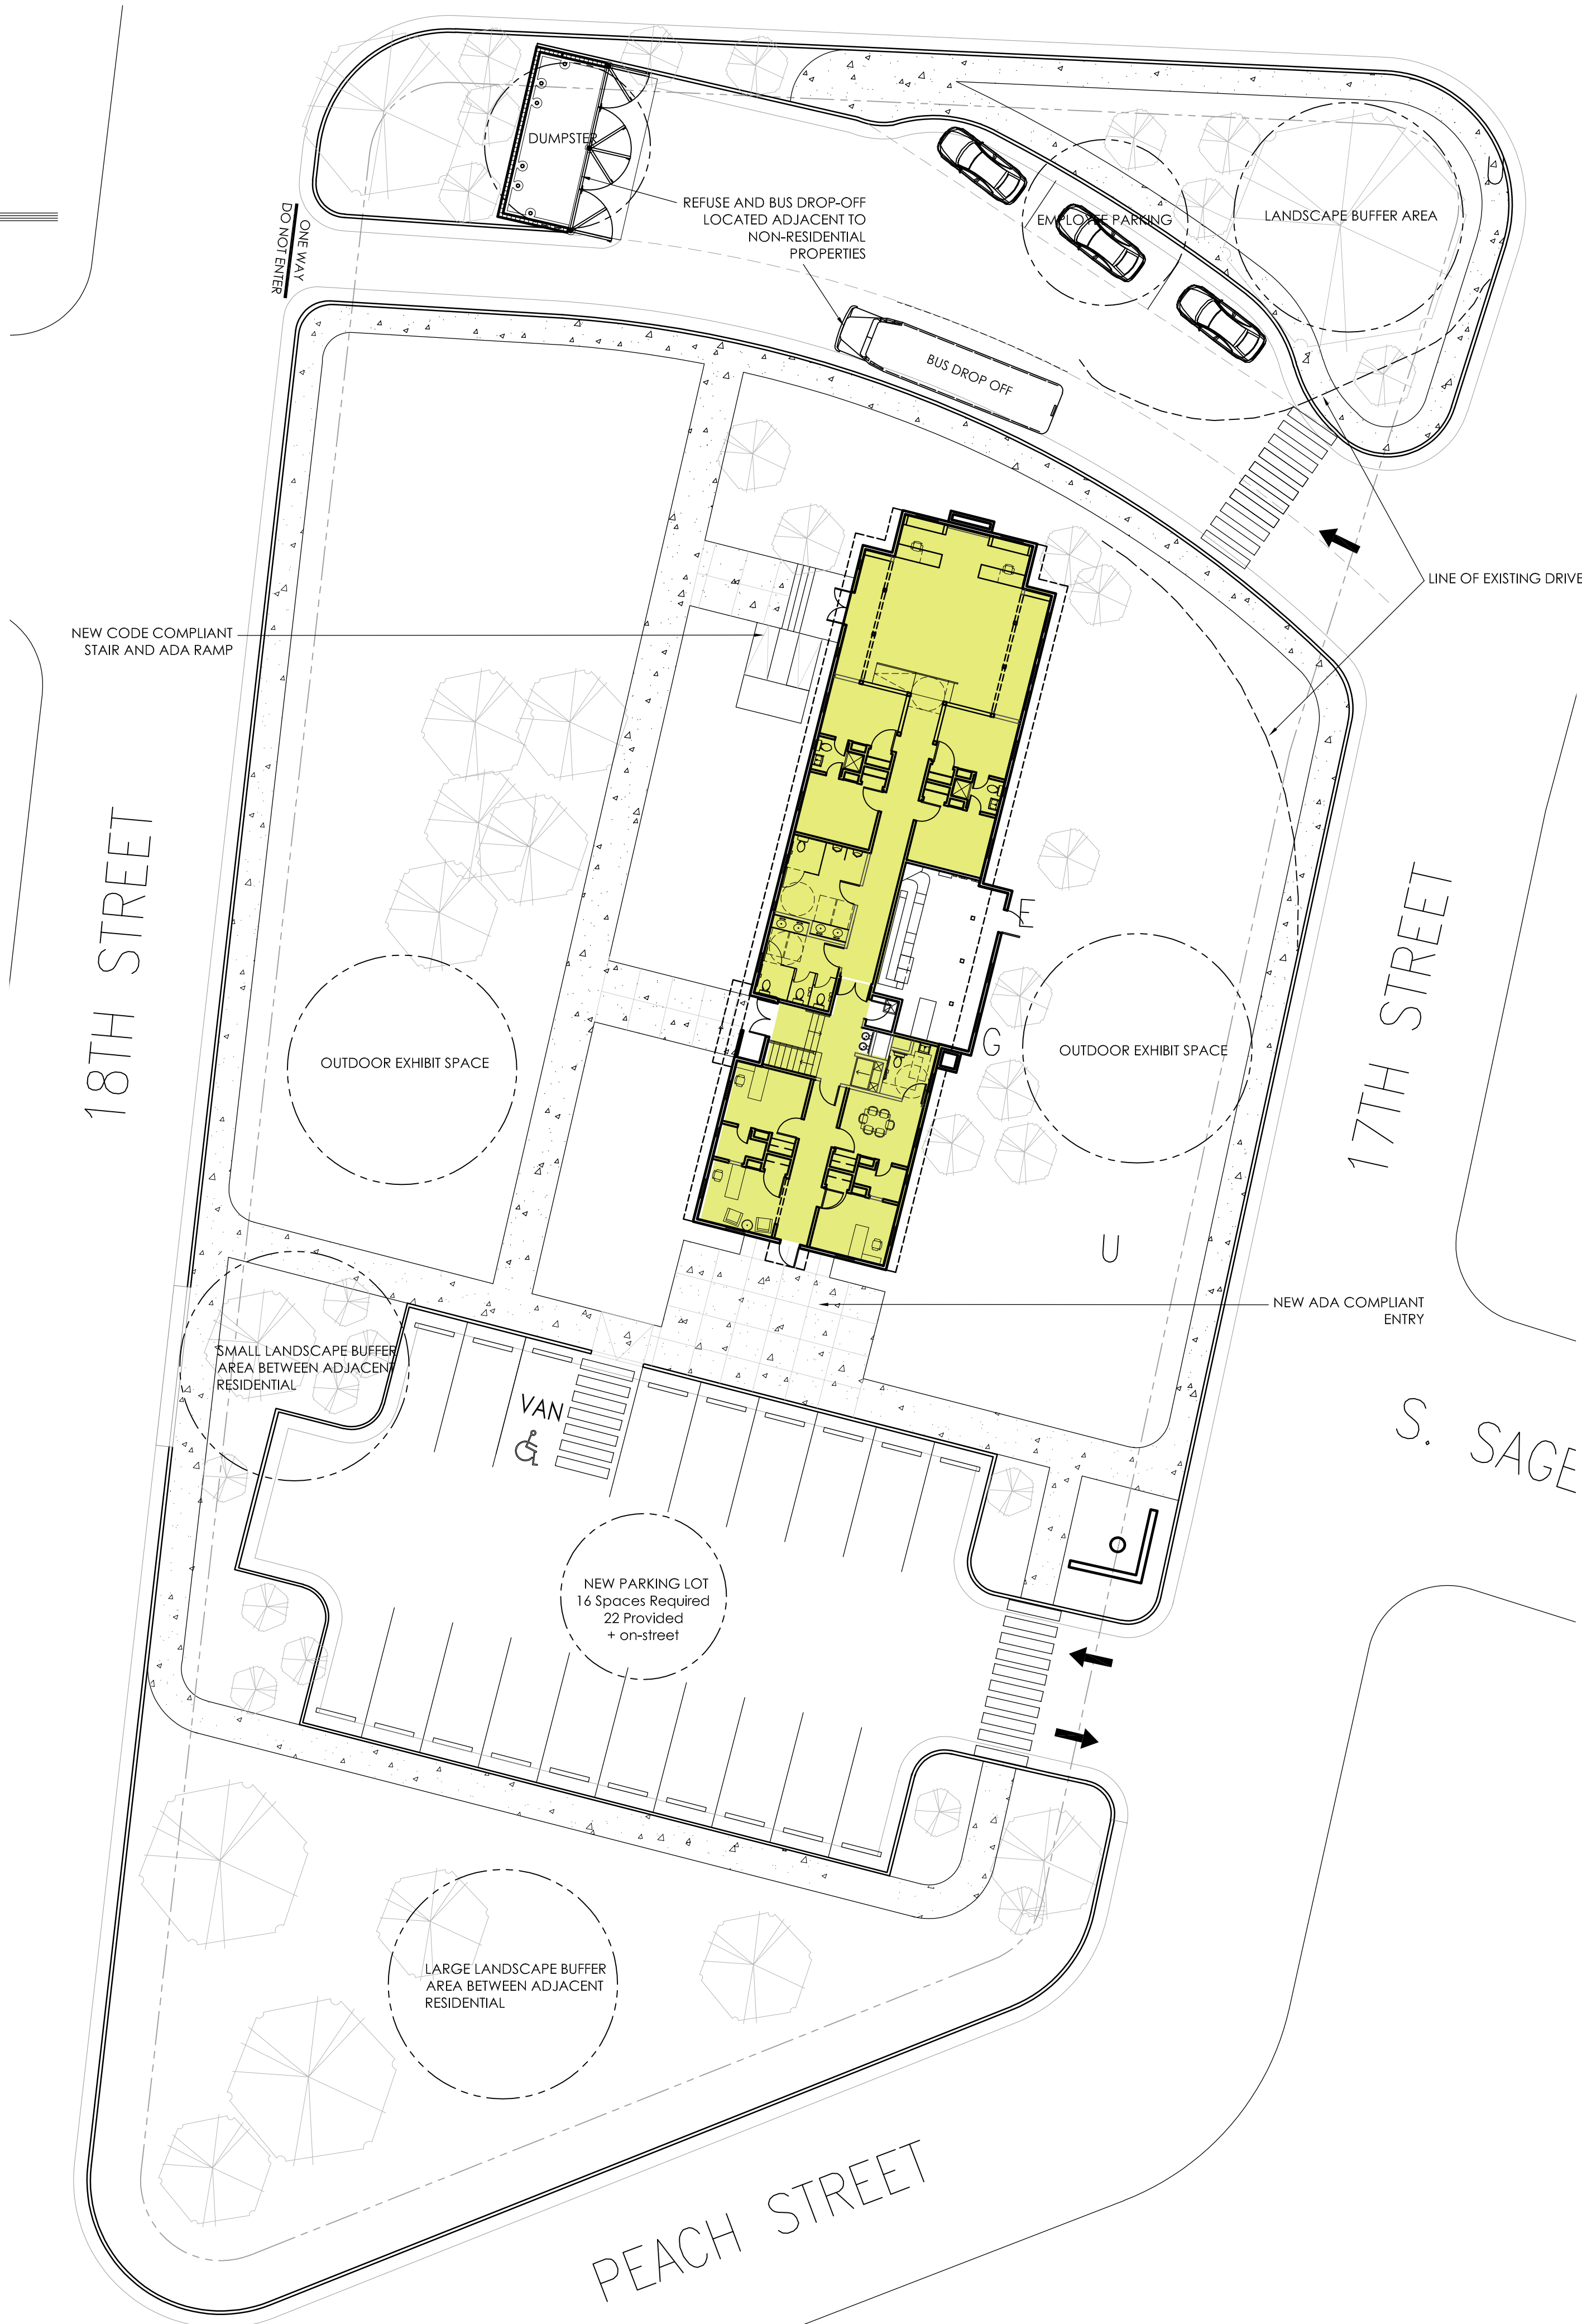 DUMPSTER
REFUSE AND BUS DROP-OFF
LOCATED ADJACENT TO
NON-RESIDENTIAL
PROPERTIES
EMPLOYEE PARKING
LANDSCAPE BUFFER AREA
U
ONE WAY
DO NOT ENTER
BUS DROP OFF
LINE OF EXISTING DRIVE
NEW CODE COMPLIANT
STAIR AND ADA RAMP
18TH STREET
17TH STREET
E
G
OUTDOOR EXHIBIT SPACE
OUTDOOR EXHIBIT SPACE
U
NEW ADA COMPLIANT
ENTRY
SMALL LANDSCAPE BUFFER
AREA BETWEEN ADJACENT
RESIDENTIAL
VAN
S. SAGE
NEW PARKING LOT
16 Spaces Required
22 Provided
+ on-street
LARGE LANDSCAPE BUFFER
AREA BETWEEN ADJACENT
RESIDENTIAL
PEACH STREET